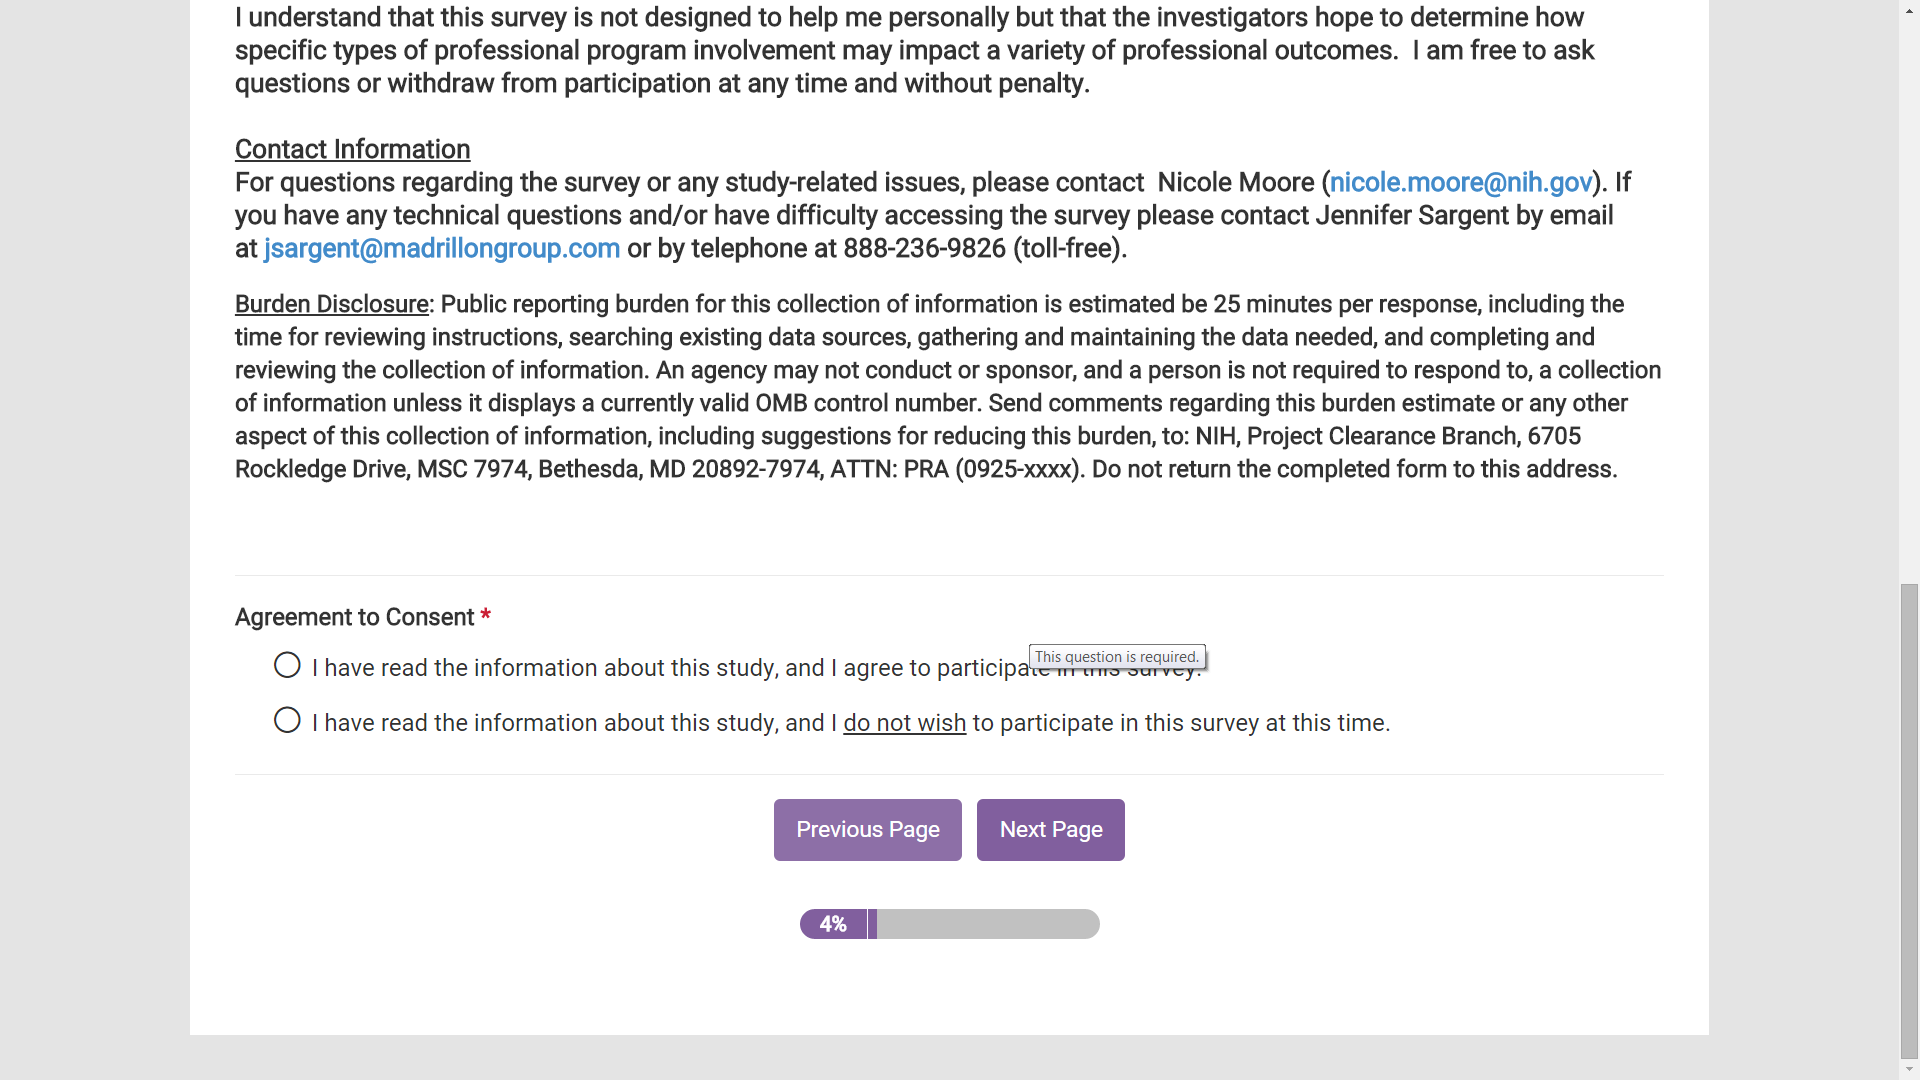 I understand that this survey is not designed to help me personally but that the investigators hope to determine how
specific types of professional program involvement may impact a variety of professional outcomes.  I am free to ask
questions or withdraw from participation at any time and without penalty.
Contact Information
For questions regarding the survey or any study-related issues, please contact  Nicole Moore (nicole.moore@nih.gov). If
you have any technical questions and/or have difficulty accessing the survey please contact Jennifer Sargent by email
at jsargent@madrillongroup.com or by telephone at 888-236-9826 (toll-free).
Burden Disclosure: Public reporting burden for this collection of information is estimated be 25 minutes per response, including the
time for reviewing instructions, searching existing data sources, gathering and maintaining the data needed, and completing and
reviewing the collection of information. An agency may not conduct or sponsor, and a person is not required to respond to, a collection
of information unless it displays a currently valid OMB control number. Send comments regarding this burden estimate or any other
aspect of this collection of information, including suggestions for reducing this burden, to: NIH, Project Clearance Branch, 6705
Rockledge Drive, MSC 7974, Bethesda, MD 20892-7974, ATTN: PRA (0925-xxxx). Do not return the completed form to this address.
Agreement to Consent *
This question is required.
I have read the information about this study, and I agree to participate in this survey.
I have read the information about this study, and I do not wish to participate in this survey at this time.
Previous Page
Next Page
4%